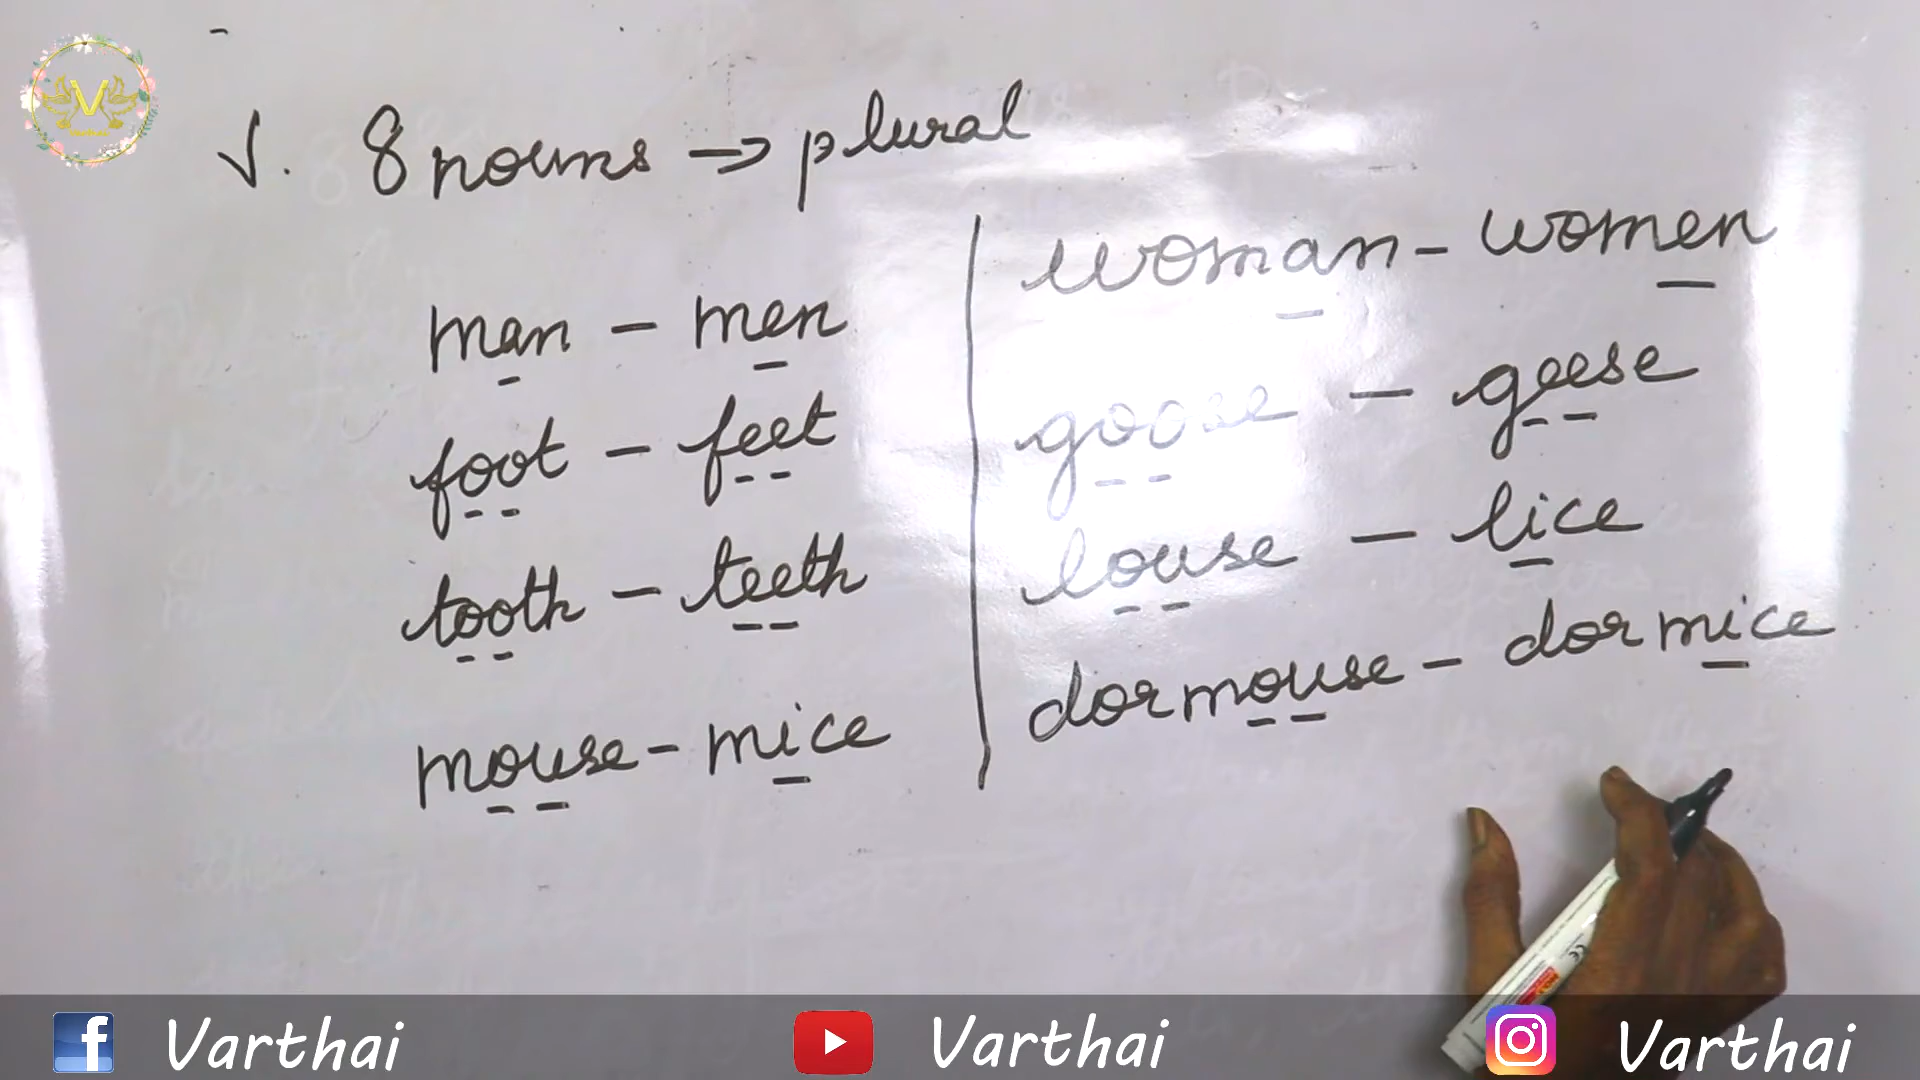 V
Varthai
V. 8 nouns → plural
man – men
foot – feet
tooth – teeth
mouse – mice
woman – women
goose – geese
louse – lice
dormouse – dormice
Varthai
Varthai
Varthai